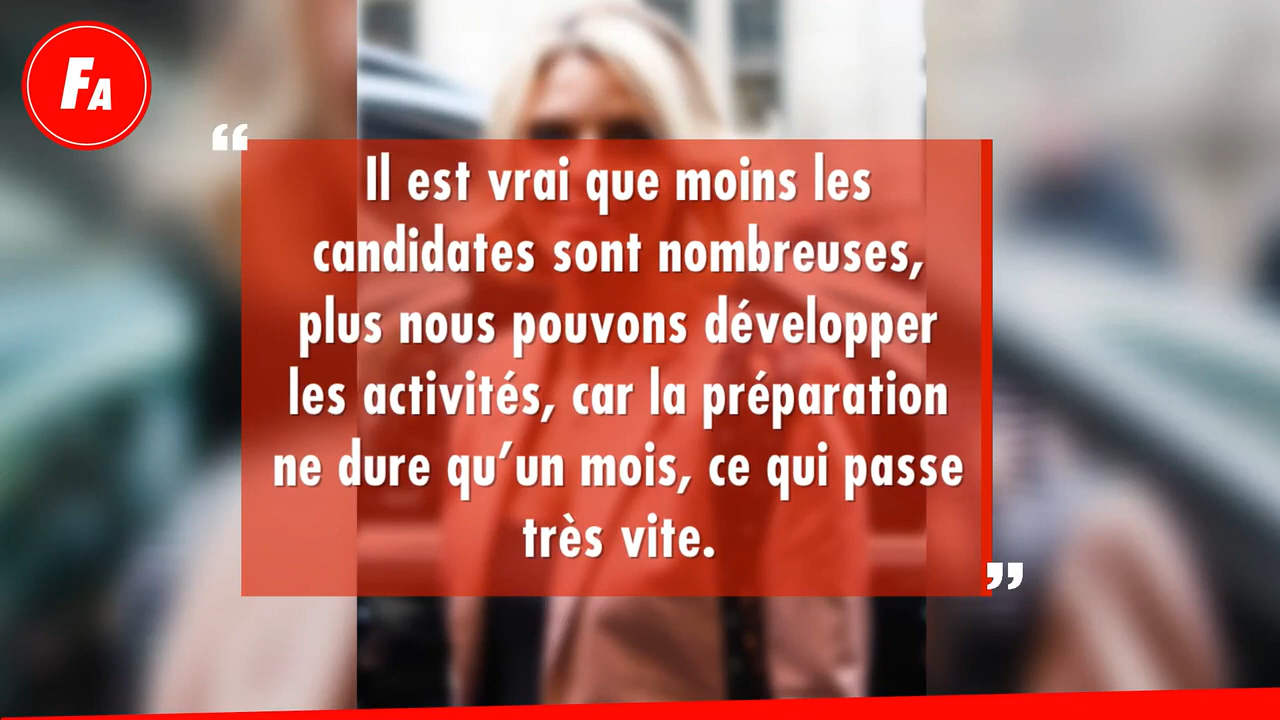 FA
“
Il est vrai que moins les
candidates sont nombreuses,
plus nous pouvons développer
les activités, car la préparation
ne dure qu’un mois, ce qui passe
très vite.
”